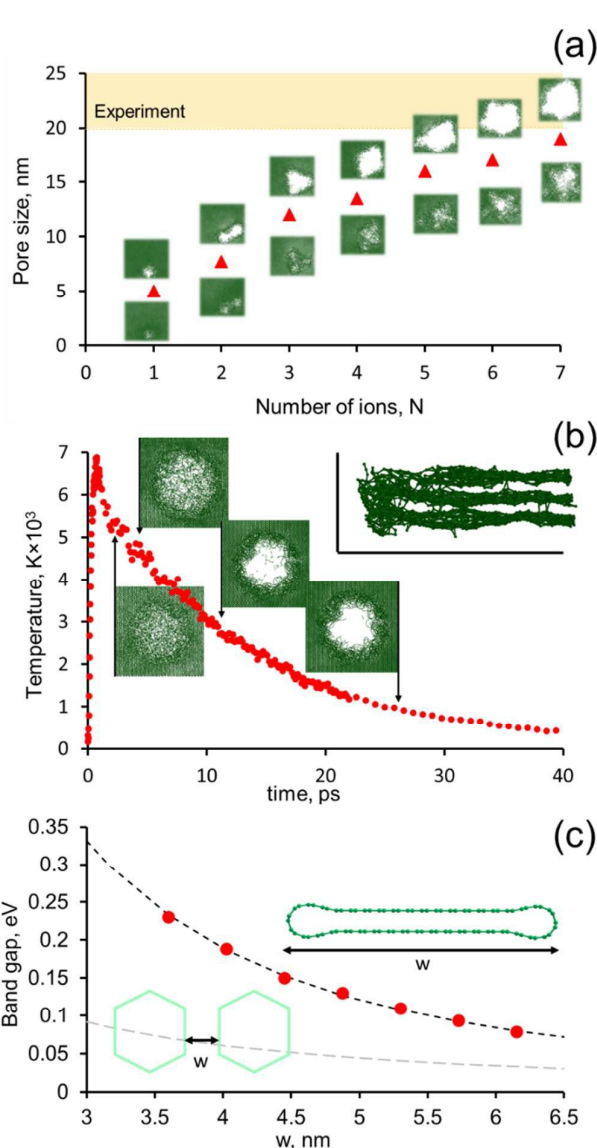 (a)
25
Experiment
20
15
10
5
0
Pore size, nm
0 1 2 3 4 5 6 7
Number of ions, N
(b)
7
6
5
4
3
2
1
0
Temperature, K×10³
0 10 20 30 40
time, ps
(c)
0.35
0.3
0.25
0.2
0.15
0.1
0.05
0
Band gap, eV
w
w
3 3.5 4 4.5 5 5.5 6 6.5
w, nm